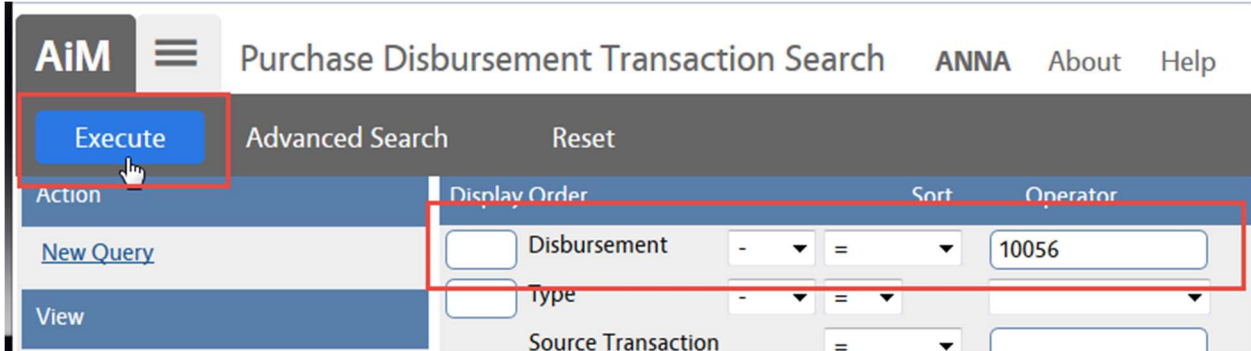 AiM Purchase Disbursement Transaction Search ANNA About Help
Execute Advanced Search Reset
Action Display Order Sort Operator
New Query Disbursement - = 10056
Type - =
View
Source Transaction =